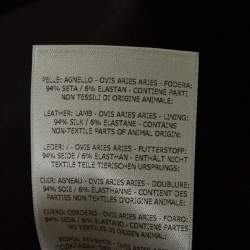 PELLE: AGNELLO - OVIS ARIES ARIES - FODERA:
94% SETA / 6% ELASTAN - CONTIENE PARTI
NON TESSILI DI ORIGINE ANIMALE:
LEATHER: LAMB - OVIS ARIES ARIES - LINING:
94% SILK / 6% ELASTANE - CONTAINS
NON-TEXTILE PARTS OF ANIMAL ORIGIN:
LEDER: / - OVIS ARIES ARIES - FUTTERSTOFF:
94% SEIDE / 6% ELASTHAN - ENTHÄLT NICHT
TEXTILE TEILE TIERISCHEN URSPRUNGS:
CUIR: AGNEAU - OVIS ARIES ARIES - DOUBLURE:
94% SOIE / 6% ELASTHANNE - CONTIENT DES
PARTIES NON TEXTILES D'ORIGINE
ANIMALE:
CUERO: CORDERO - OVIS ARIES ARIES - FORRO:
94% SEDA / 6% ELASTANO - CONTIENE